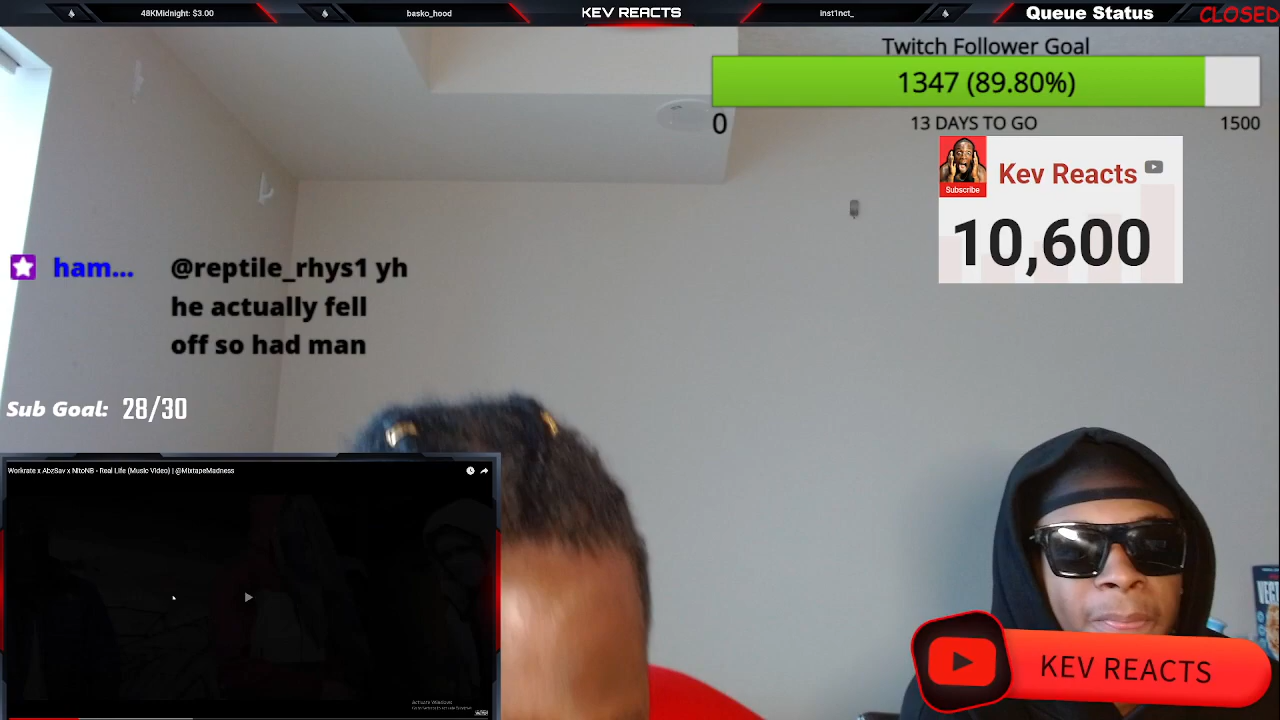 48KMidnight: $3.00
basko_hood
KEV REACTS
inst1nct_
Queue Status
CLOSED
Twitch Follower Goal
1347 (89.80%)
0
13 DAYS TO GO
1500
Subscribe
Kev Reacts
10,600
ham...
@reptile_rhys1 yh
he actually fell
off so had man
Sub Goal: 28/30
Workrate x AbzSav x NitoNB - Real Life (Music Video) | @MixtapeMadness
Activate Windows
KEV REACTS